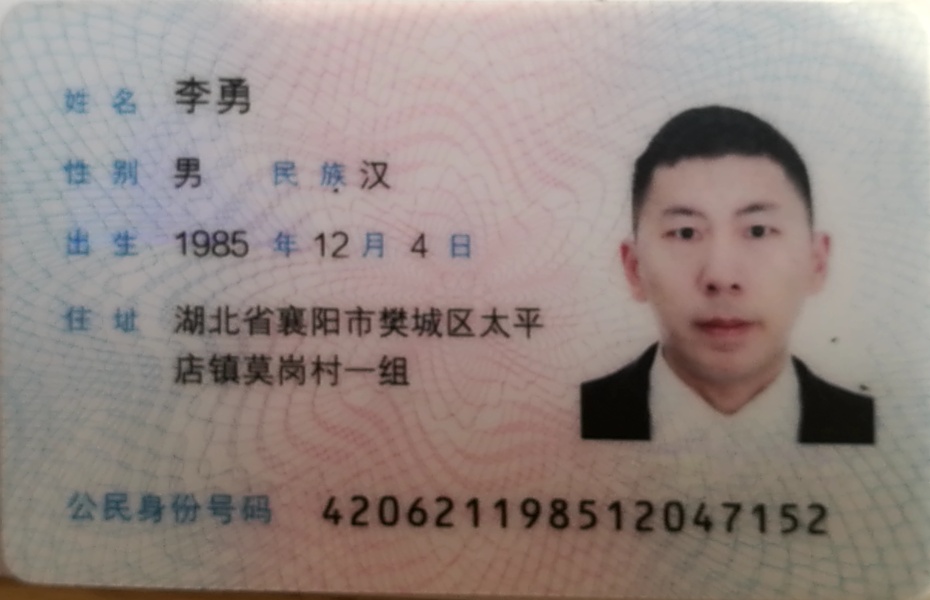 姓名 李勇
性别 男 民族 汉
出生 1985 年 12 月 4 日
住址 湖北省襄阳市樊城区太平
店镇莫岗村一组
公民身份号码 420621198512047152